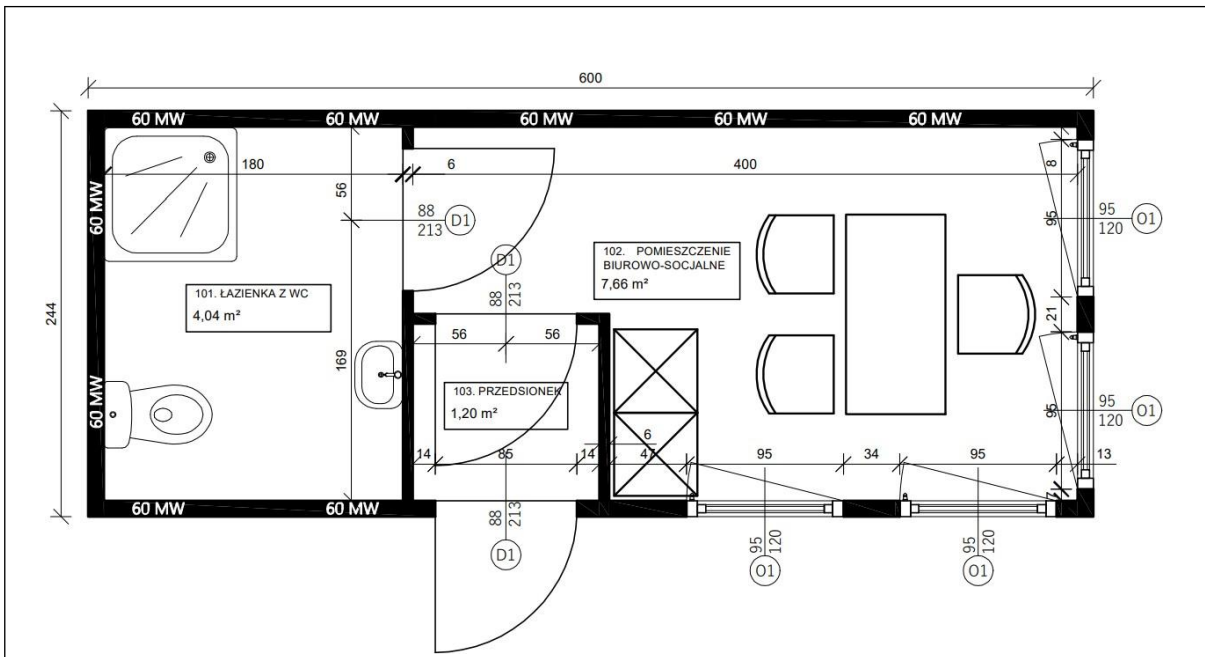 600
60 MW
60 MW
60 MW
60 MW
60 MW
180
6
400
8
56
60 MW
88
213
D1
95
95
120
O1
D1
102. POMIESZCZENIE
BIUROWO-SOCJALNE
7,66 m²
88
213
101. ŁAZIENKA Z WC
4,04 m²
244
21
56
56
169
103. PRZEDSIONEK
1,20 m²
60 MW
95
95
120
O1
6
14
85
14
47
95
34
95
13
7
60 MW
60 MW
88
213
D1
95
120
O1
95
120
O1